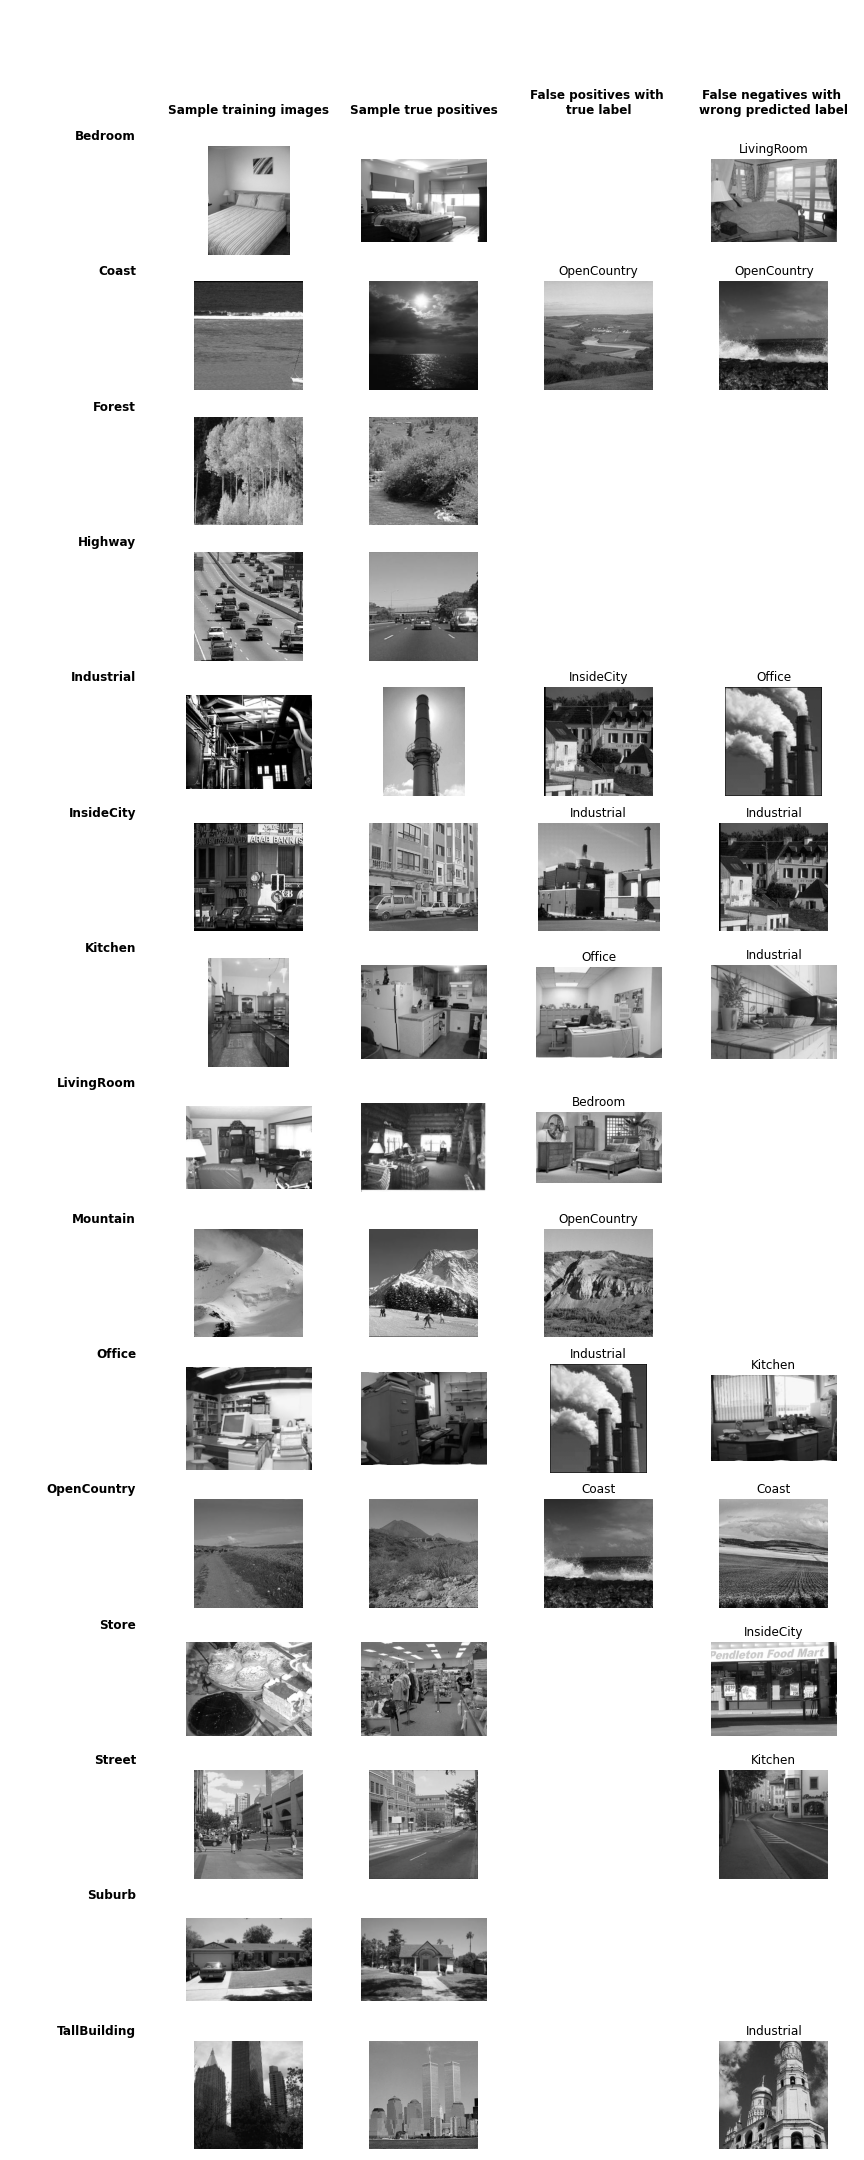 False positives with
False negatives with
Sample training images
Sample true positives
true label
wrong predicted label
Bedroom
LivingRoom
Coast
OpenCountry
OpenCountry
Forest
Highway
Industrial
InsideCity
Office
InsideCity
Industrial
Industrial
Kitchen
Office
Industrial
LivingRoom
Bedroom
Mountain
OpenCountry
Office
Industrial
Kitchen
OpenCountry
Coast
Coast
Store
InsideCity
Pendleton Food Mart
Street
Kitchen
Suburb
TallBuilding
Industrial